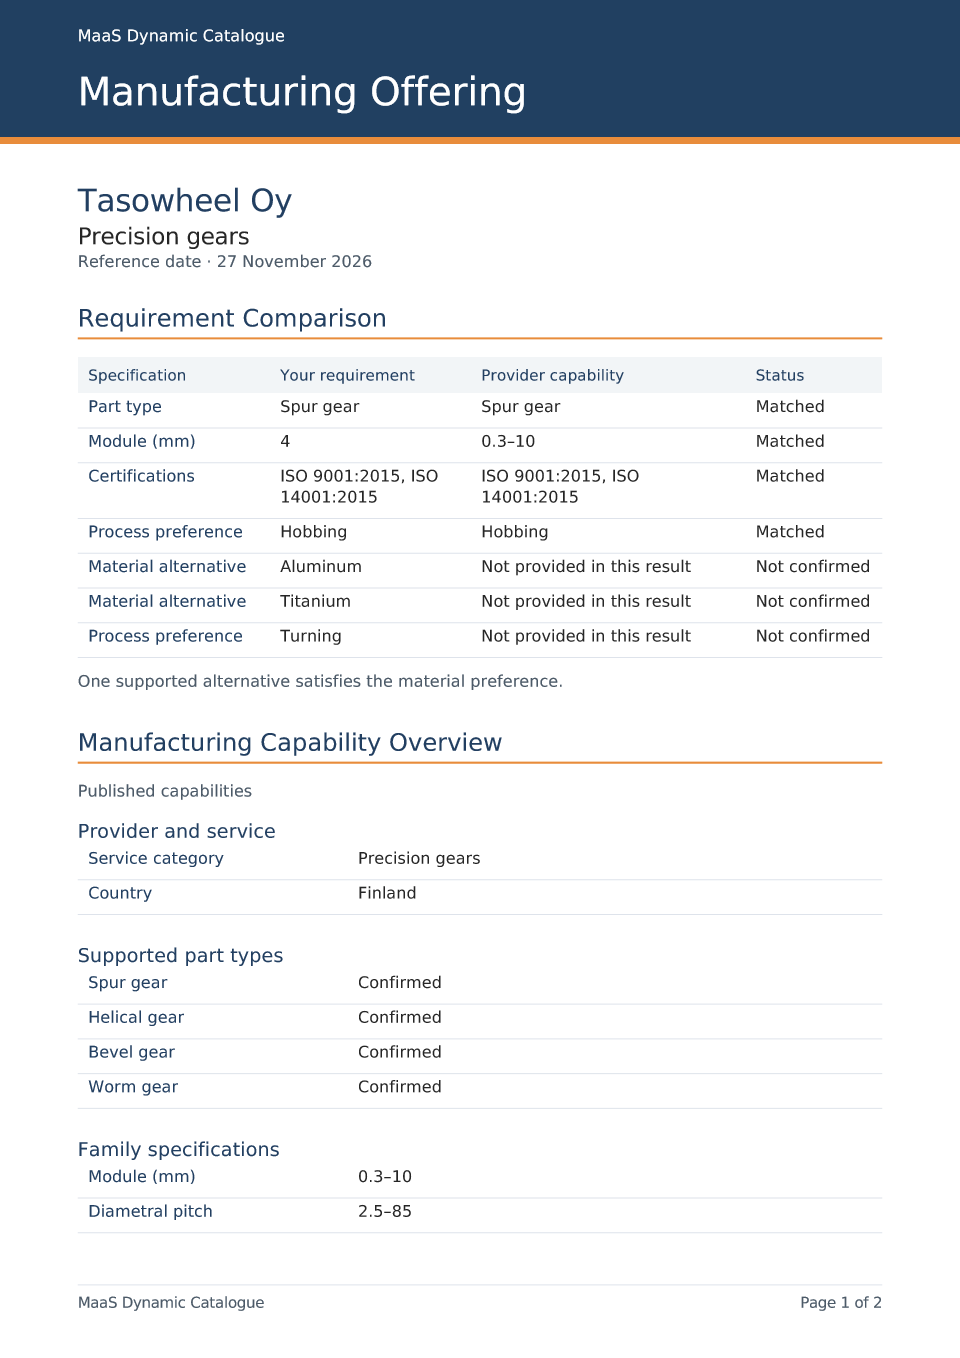 MaaS Dynamic Catalogue
Manufacturing Offering
Tasowheel Oy
Precision gears
Reference date · 27 November 2026
Requirement Comparison
Specification Your requirement Provider capability Status
Part type Spur gear Spur gear Matched
Module (mm) 4 0.3–10 Matched
Certifications ISO 9001:2015, ISO 14001:2015 ISO 9001:2015, ISO 14001:2015 Matched
Process preference Hobbing Hobbing Matched
Material alternative Aluminum Not provided in this result Not confirmed
Material alternative Titanium Not provided in this result Not confirmed
Process preference Turning Not provided in this result Not confirmed
One supported alternative satisfies the material preference.
Manufacturing Capability Overview
Published capabilities
Provider and service
Service category Precision gears
Country Finland
Supported part types
Spur gear Confirmed
Helical gear Confirmed
Bevel gear Confirmed
Worm gear Confirmed
Family specifications
Module (mm) 0.3–10
Diametral pitch 2.5–85
MaaS Dynamic Catalogue Page 1 of 2